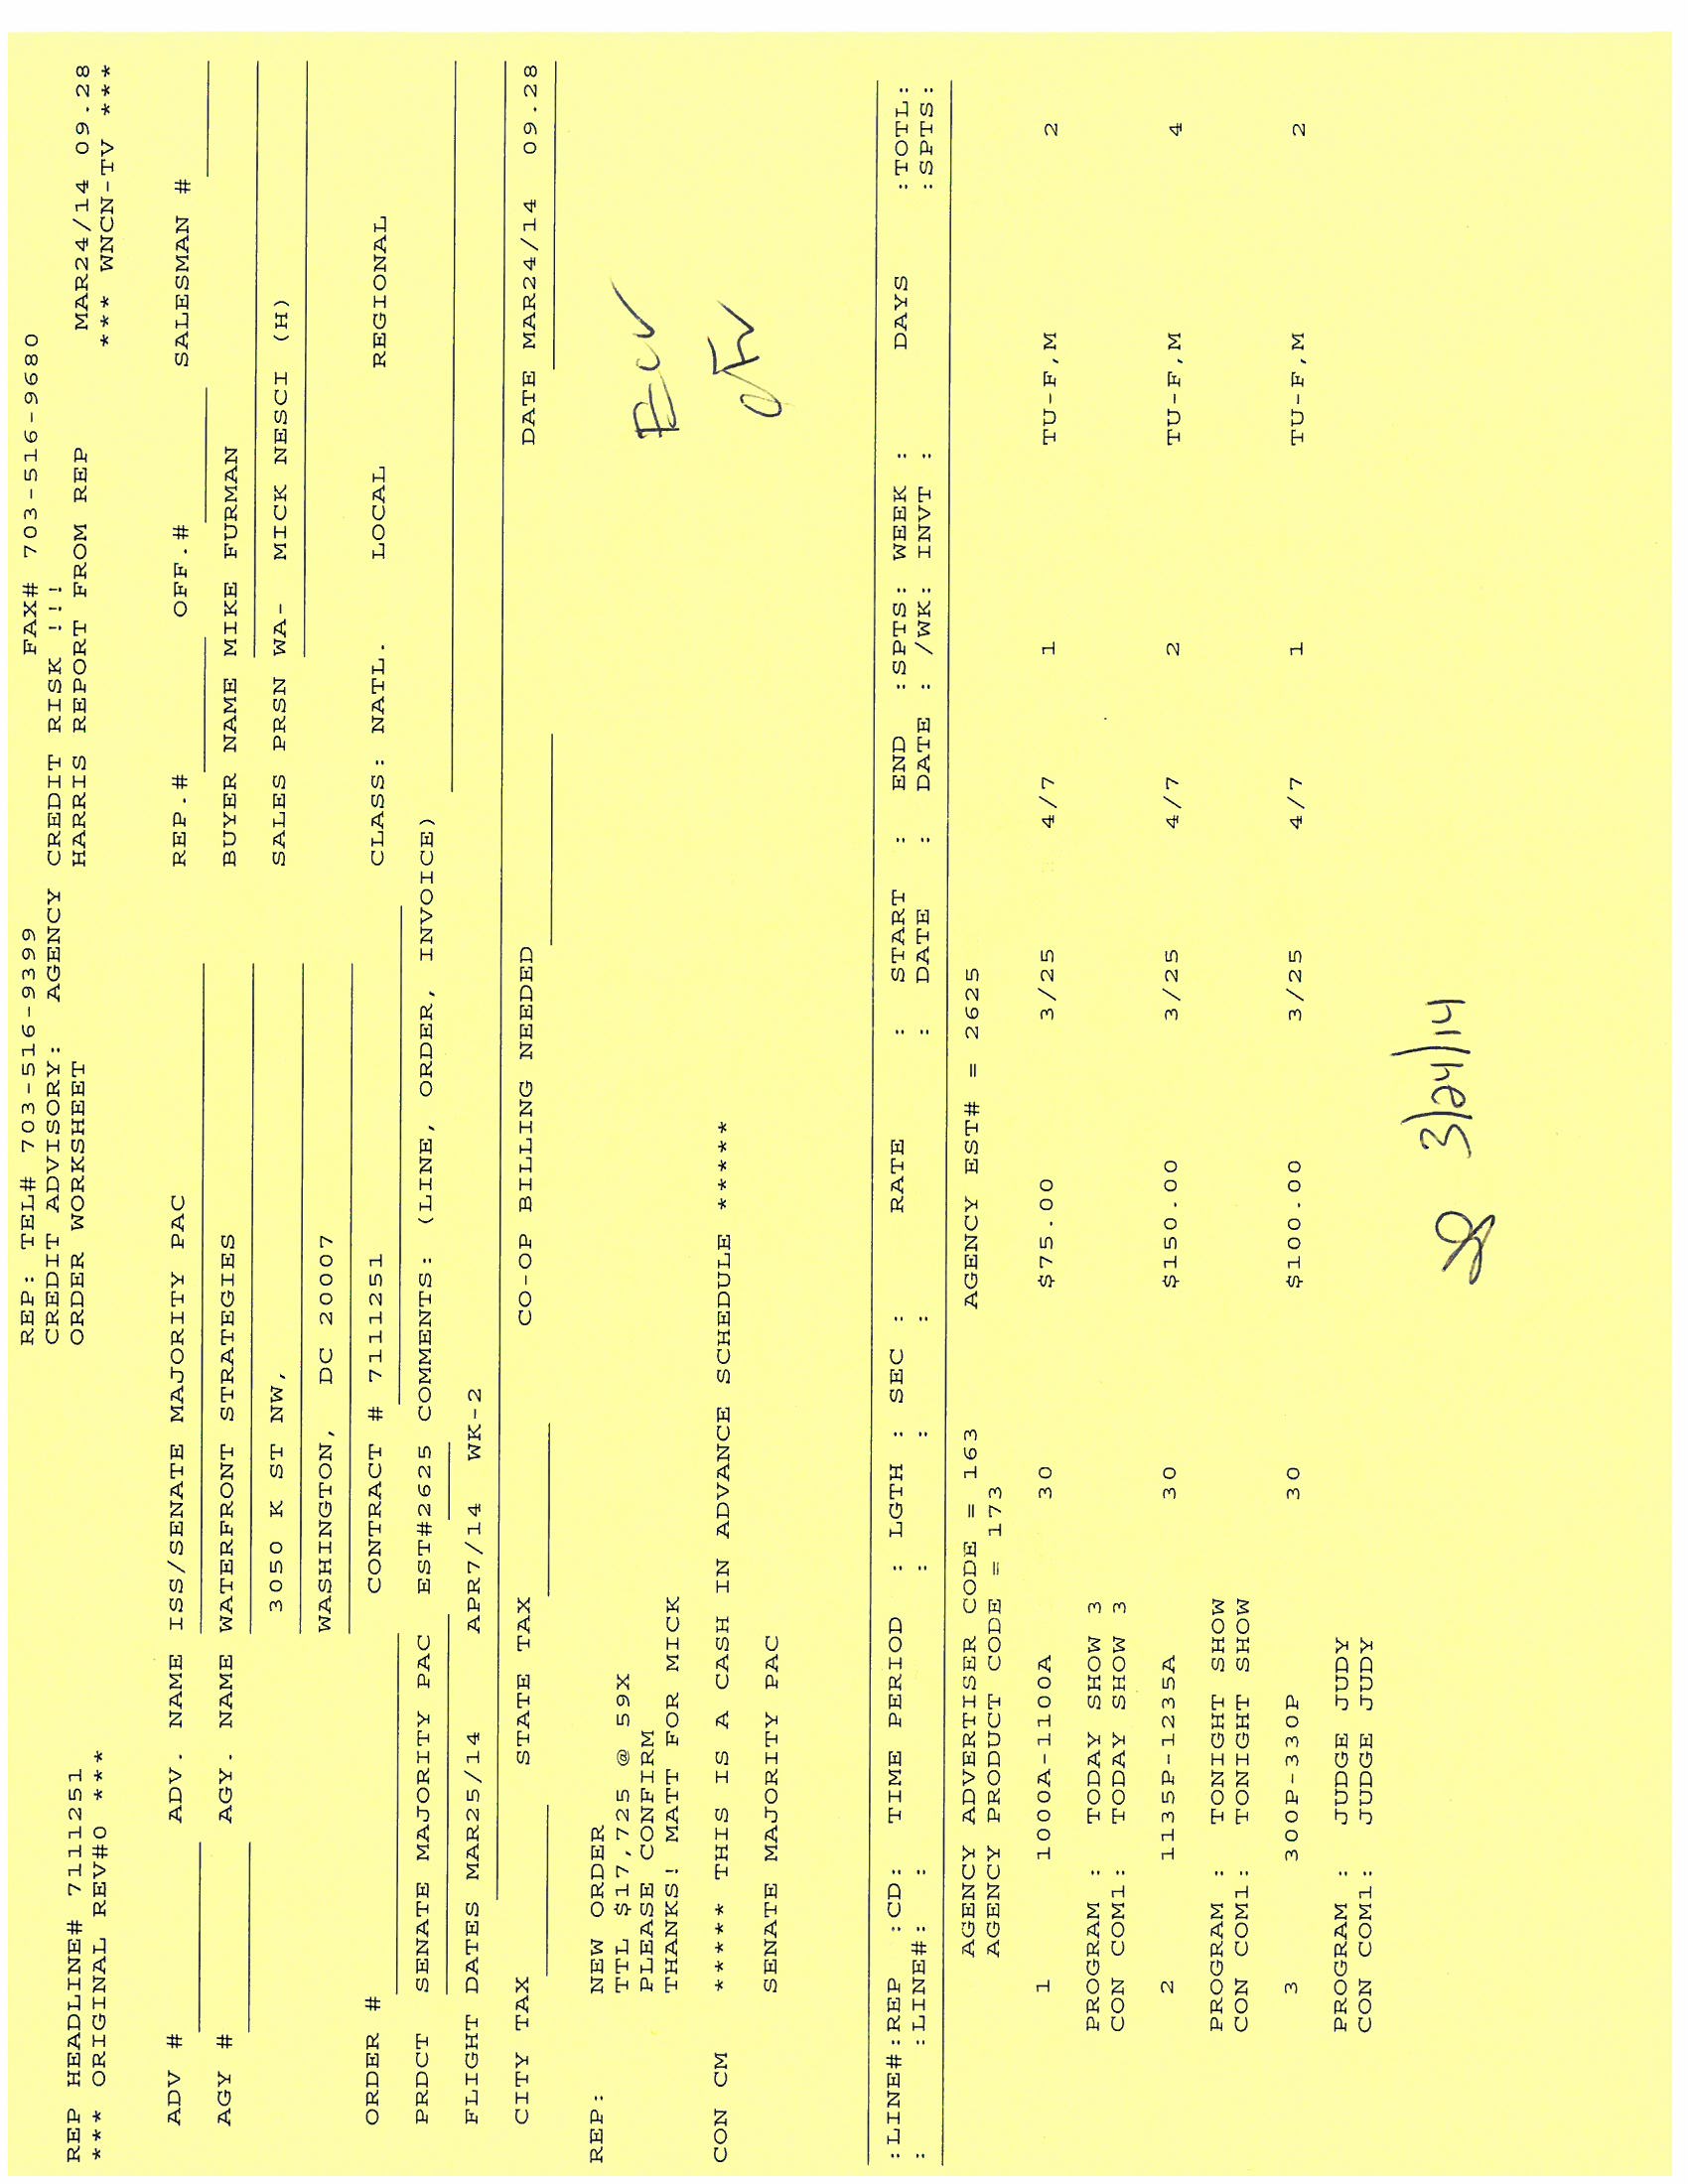 REP: TEL# 703-516-9399 FAX# 703-516-9680
CREDIT ADVISORY: AGENCY CREDIT RISK !!!
REP HEADLINE# 7111251 ORDER WORKSHEET HARRIS REPORT FROM REP MAR24/14 09.28
*** ORIGINAL REV#0 *** *** WNCN-TV ***
ADV # ADV. NAME ISS/SENATE MAJORITY PAC REP.# OFF.# SALESMAN #
AGY # AGY. NAME WATERFRONT STRATEGIES BUYER NAME MIKE FURMAN
3050 K ST NW, SALES PRSN WA- MICK NESCI (H)
WASHINGTON, DC 20007
ORDER # CONTRACT # 7111251 CLASS: NATL. LOCAL REGIONAL
PRDCT SENATE MAJORITY PAC EST#2625 COMMENTS: (LINE, ORDER, INVOICE)
FLIGHT DATES MAR25/14 APR7/14 WK-2
CITY TAX STATE TAX CO-OP BILLING NEEDED DATE MAR24/14 09.28
REP: NEW ORDER
TTL $17,725 @ 59X
PLEASE CONFIRM
THANKS! MATT FOR MICK
CON CM ***** THIS IS A CASH IN ADVANCE SCHEDULE *****
SENATE MAJORITY PAC
:LINE#:REP :CD: TIME PERIOD : LGTH : SEC : RATE : START : END :SPTS: WEEK : DAYS :TOTL:
: :LINE#: : : : : DATE : DATE : /WK: INVT : :SPTS:
AGENCY ADVERTISER CODE = 163 AGENCY EST# = 2625
AGENCY PRODUCT CODE = 173
1 1000A-1100A 30 $75.00 3/25 4/7 1 TU-F,M 2
PROGRAM : TODAY SHOW 3
CON COM1: TODAY SHOW 3
2 1135P-1235A 30 $150.00 3/25 4/7 2 TU-F,M 4
PROGRAM : TONIGHT SHOW
CON COM1: TONIGHT SHOW
3 300P-330P 30 $100.00 3/25 4/7 1 TU-F,M 2
PROGRAM : JUDGE JUDY
CON COM1: JUDGE JUDY
3/24/14